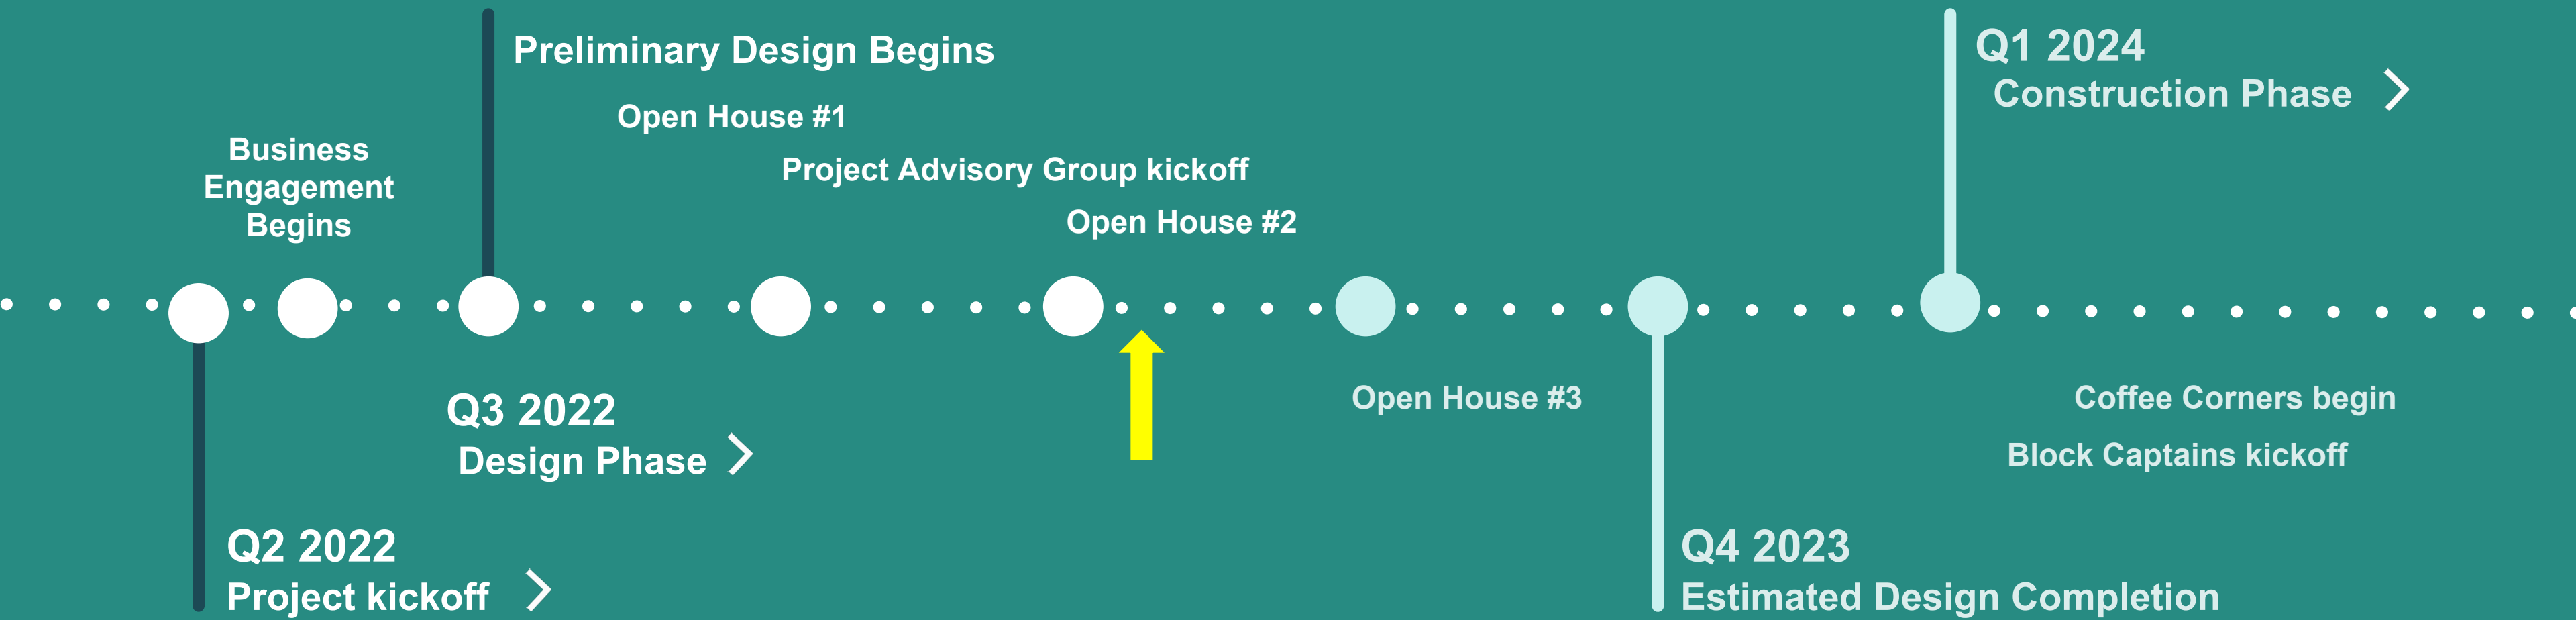 Preliminary Design Begins
Open House #1
Project Advisory Group kickoff
Open House #2
Business
Engagement
Begins
Q1 2024
Construction Phase
Q3 2022
Design Phase
Q2 2022
Project kickoff
Open House #3
Q4 2023
Estimated Design Completion
Coffee Corners begin
Block Captains kickoff